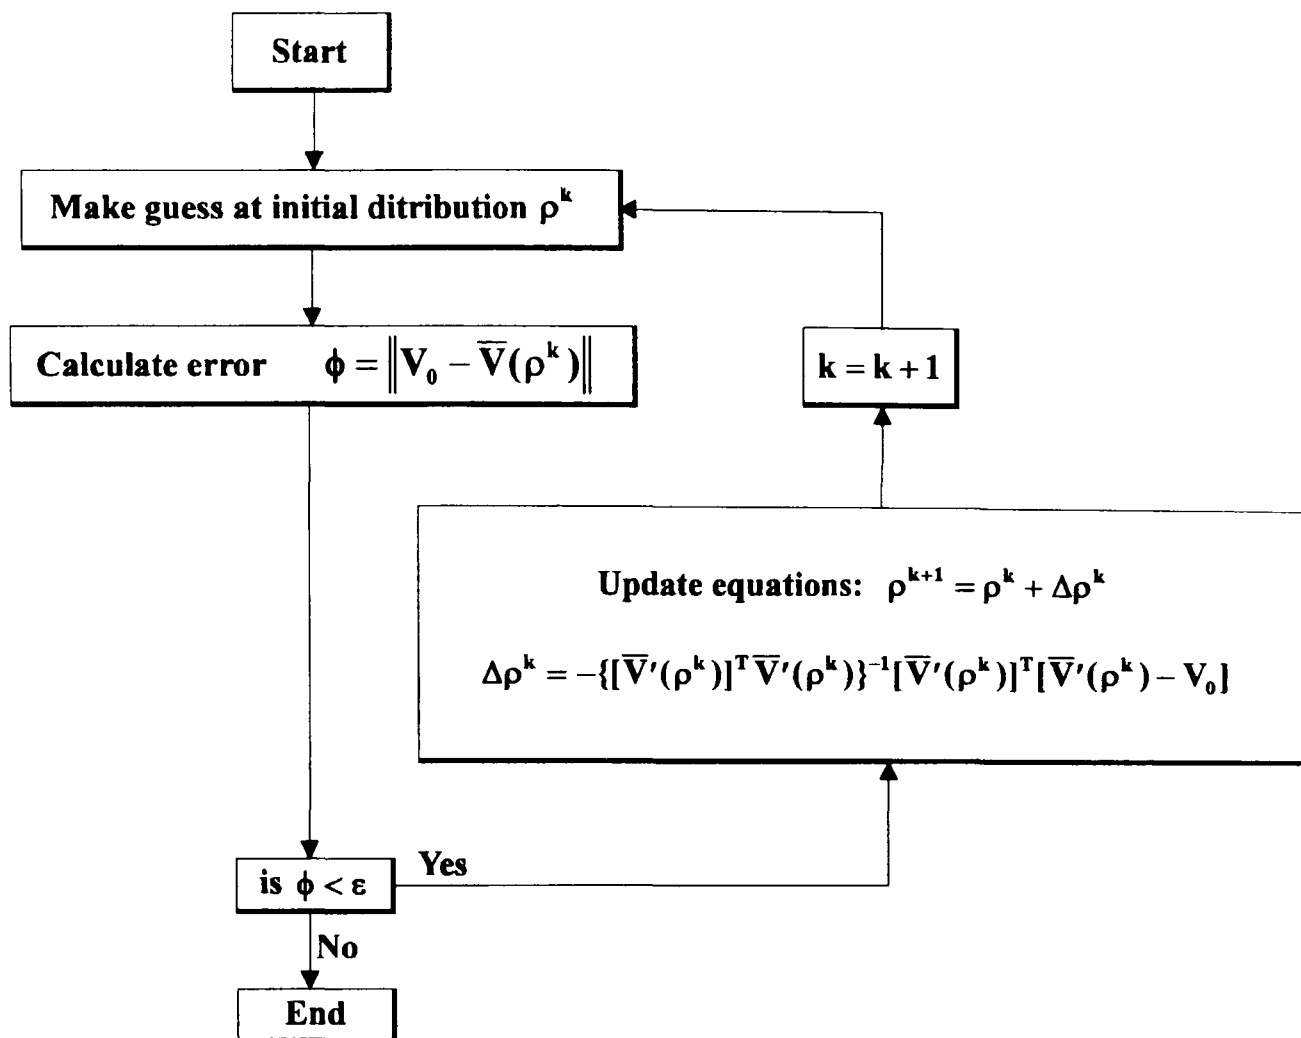 Start
Make guess at initial ditribution ρ^k
Calculate error ϕ = ‖V₀ − V̅(ρ^k)‖
k = k + 1
Update equations: ρ^{k+1} = ρ^k + Δρ^k
Δρ^k = −{[V̅′(ρ^k)]^T V̅′(ρ^k)}^{−1}[V̅′(ρ^k)]^T[V̅′(ρ^k) − V₀]
is ϕ < ε
Yes
No
End